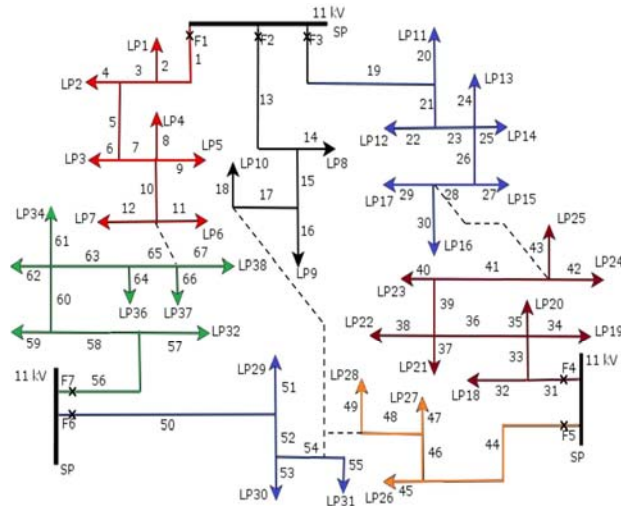 11 kV
SP
F1
F2
F3
LP1
LP2
4
3
2
1
5
LP4
LP3
6
7
8
9
LP5
10
LP7
12
11
LP6
13
14
LP8
LP10
15
18
17
16
LP9
19
LP11
20
21
LP13
24
LP12
22
23
25
LP14
26
LP17
29
28
27
LP15
30
LP16
LP34
61
62
63
65
67
LP38
64
66
60
LP36
LP37
59
58
57
LP32
56
11 kV
F7
F6
SP
50
LP29
51
52
54
53
55
LP30
LP31
LP28
49
48
LP27
47
46
LP26
45
44
LP25
43
LP23
40
41
42
LP24
39
LP20
LP22
38
36
35
34
LP19
37
LP21
33
11 kV
LP18
32
31
F4
F5
SP